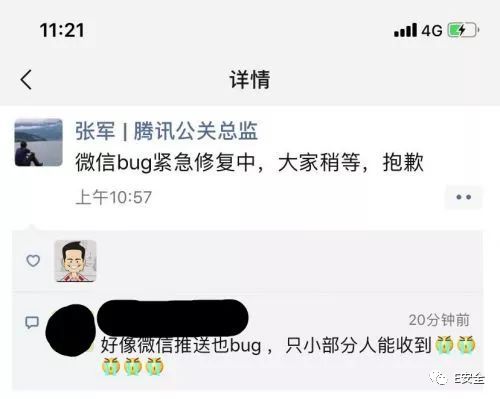 11:21
4G
详情
张军 | 腾讯公关总监
微信bug紧急修复中，大家稍等，抱歉
上午10:57
20分钟前
好像微信推送也bug ，只小部分人能收到
E安全